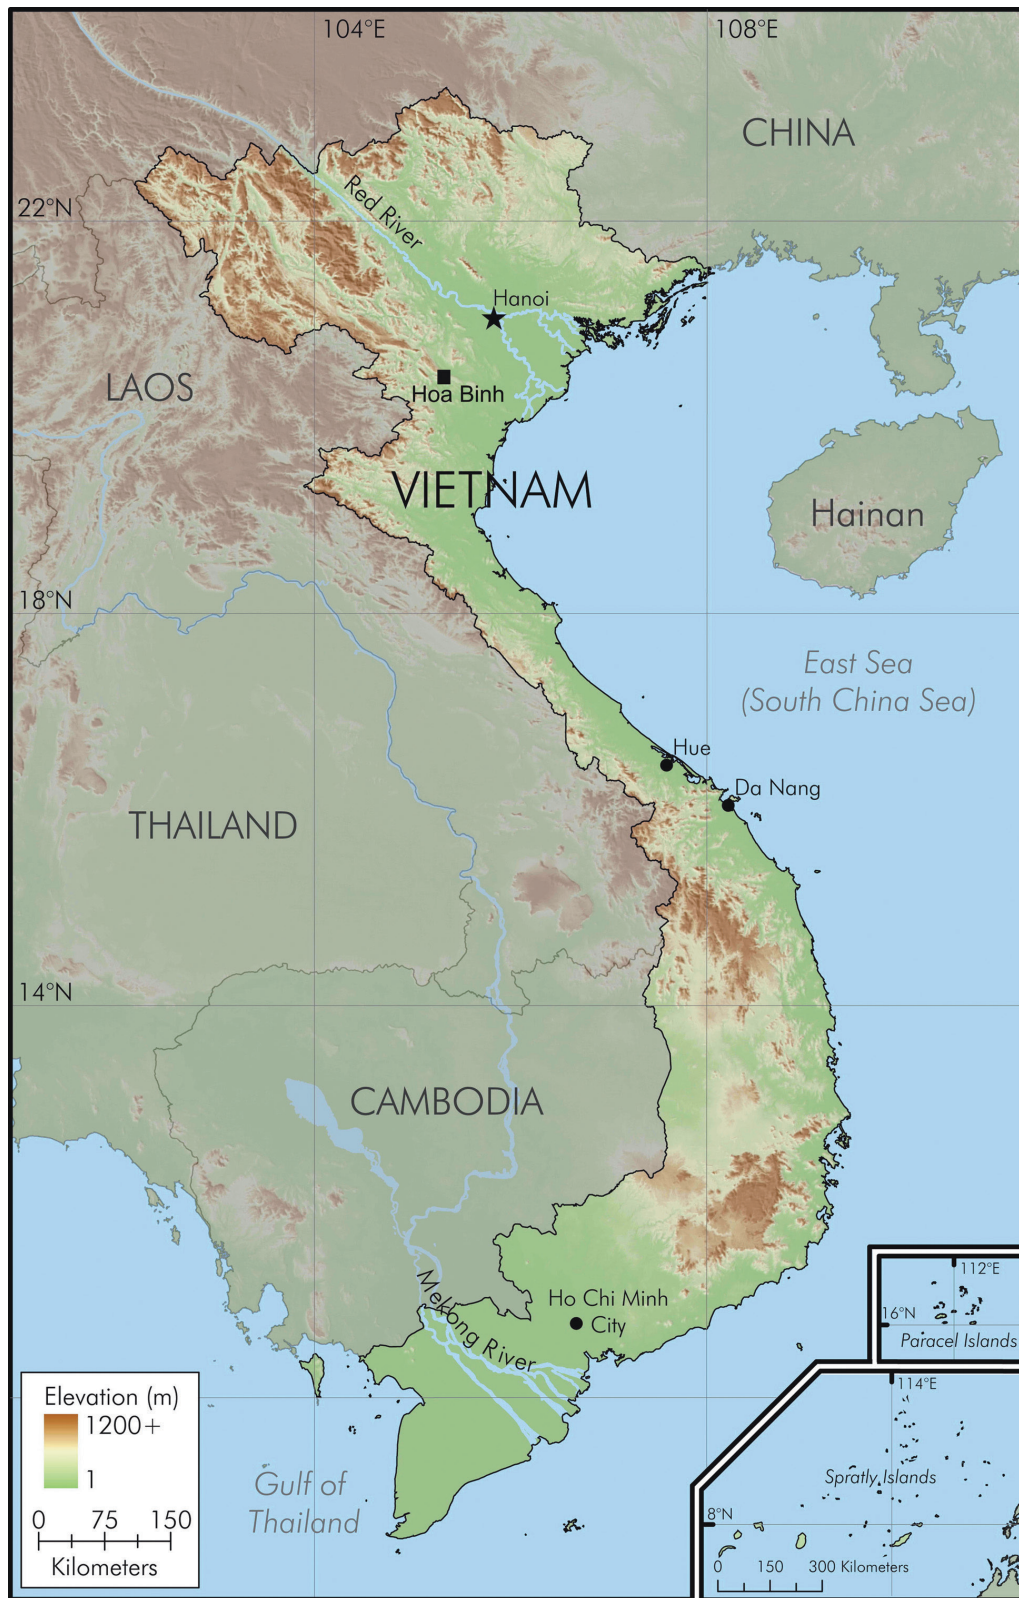 104°E
108°E
CHINA
22°N
Red River
Hanoi
LAOS
Hoa Binh
VIETNAM
Hainan
18°N
East Sea
(South China Sea)
Hue
Da Nang
THAILAND
14°N
CAMBODIA
Mekong River
Ho Chi Minh
City
112°E
16°N
Paracel Islands
114°E
Spratly Islands
8°N
0 150 300 Kilometers
Gulf of
Thailand
Elevation (m)
1200+
1
0 75 150
Kilometers